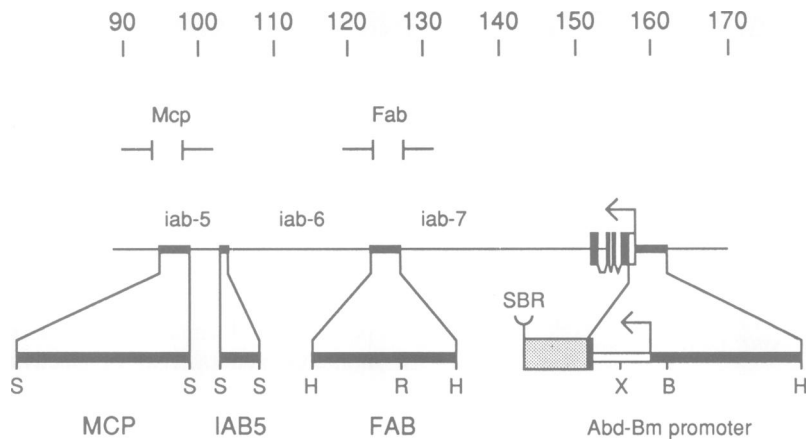 90 100 110 120 130 140 150 160 170
Mcp Fab
iab-5 iab-6 iab-7
SBR
S S S S H R H X B H
MCP IAB5 FAB Abd-Bm promoter